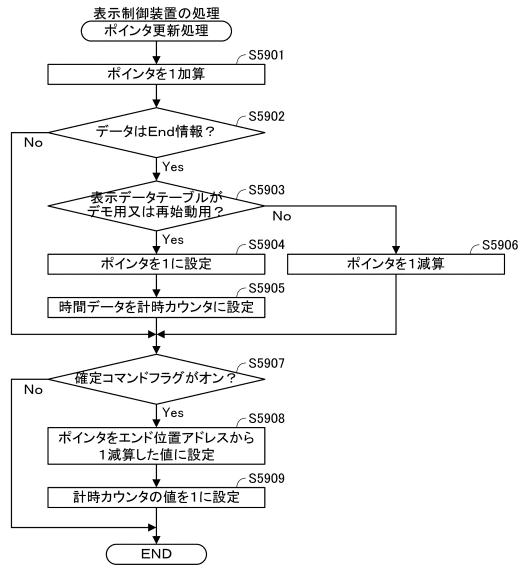 表示制御装置の処理
ポインタ更新処理
S5901
ポインタを1加算
S5902
データはEnd情報？
No
Yes
S5903
表示データテーブルが
デモ用又は再始動用？
No
Yes
S5904
ポインタを1に設定
S5906
ポインタを1減算
S5905
時間データを計時カウンタに設定
S5907
確定コマンドフラグがオン？
No
Yes
S5908
ポインタをエンド位置アドレスから
1減算した値に設定
S5909
計時カウンタの値を1に設定
END